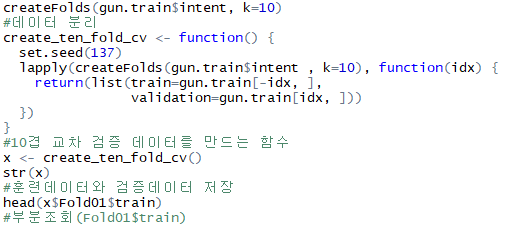 createFolds(gun.train$intent, k=10)
#데이터 분리
create_ten_fold_cv <- function() {
set.seed(137)
lapply(createFolds(gun.train$intent , k=10), function(idx) {
return(list(train=gun.train[-idx, ],
validation=gun.train[idx, ]))
})
}
#10겹 교차 검증 데이터를 만드는 함수
x <- create_ten_fold_cv()
str(x)
#훈련데이터와 검증데이터 저장
head(x$Fold01$train)
#부분조회(Fold01$train)